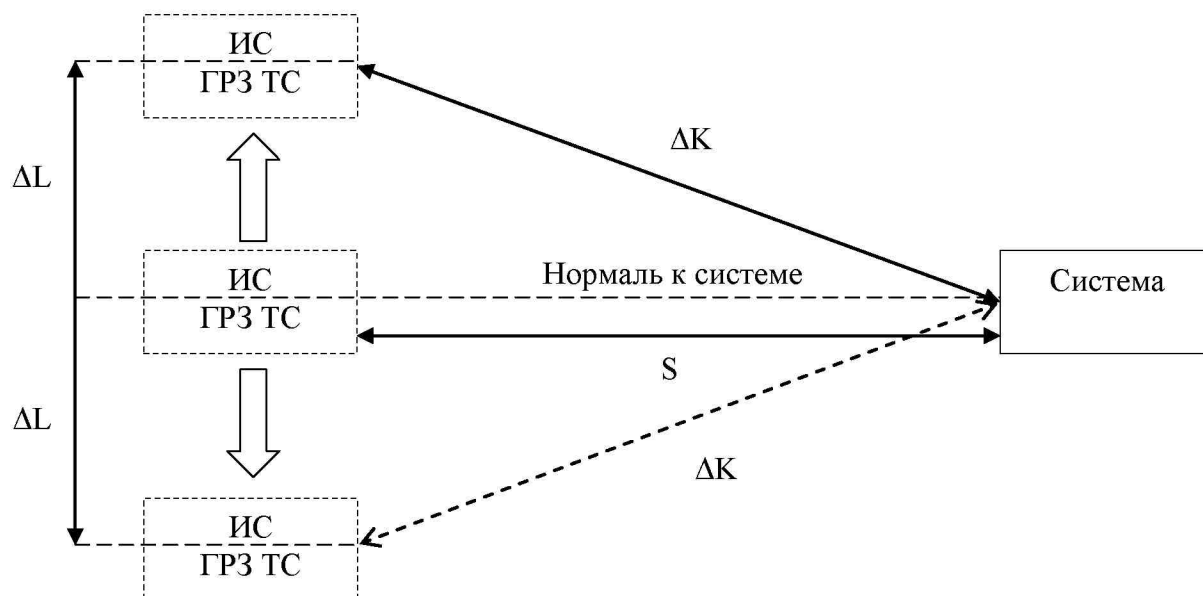 ИС
ГРЗ ТС
ΔK
ΔL
ИС
ГРЗ ТС
Нормаль к системе
Система
S
ΔL
ΔK
ИС
ГРЗ ТС